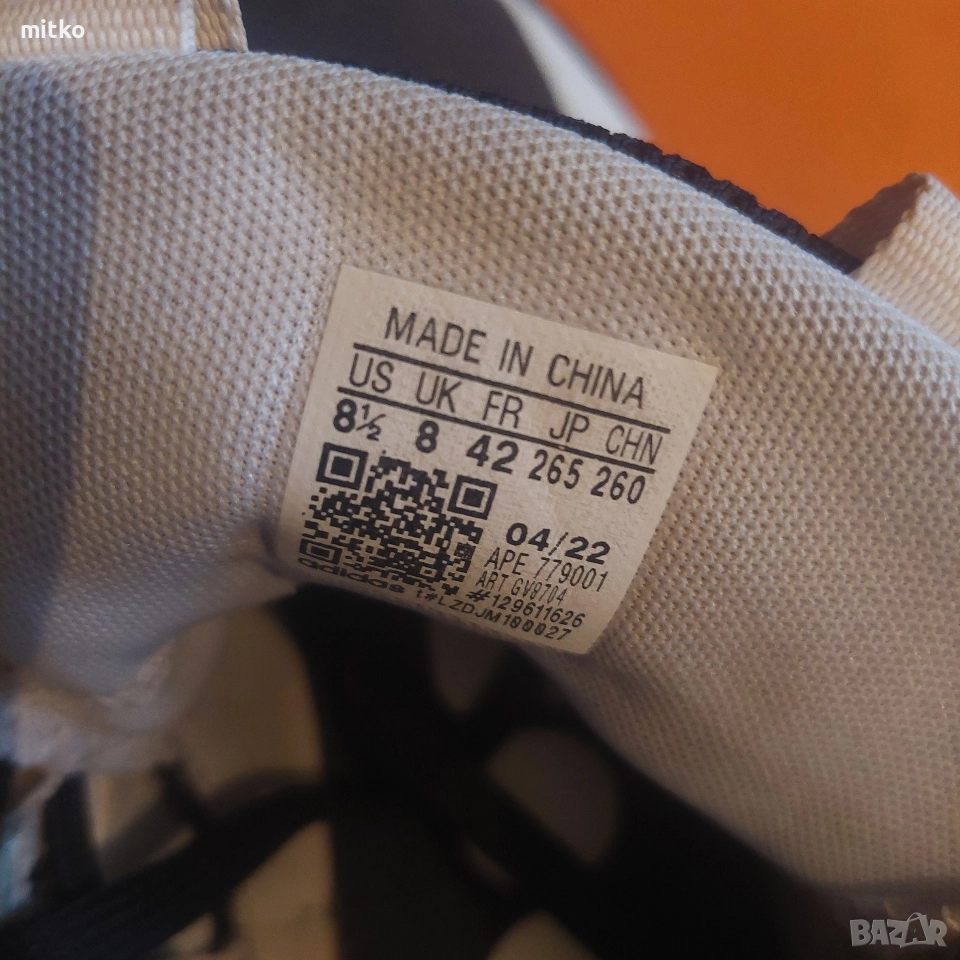 mitko
MADE IN CHINA
US UK FR JP CHN
8½ 8 42 265 260
04/22
APE 779001
ART GV9704
#129611626
adidas t#LZDJM100027
BAZAR